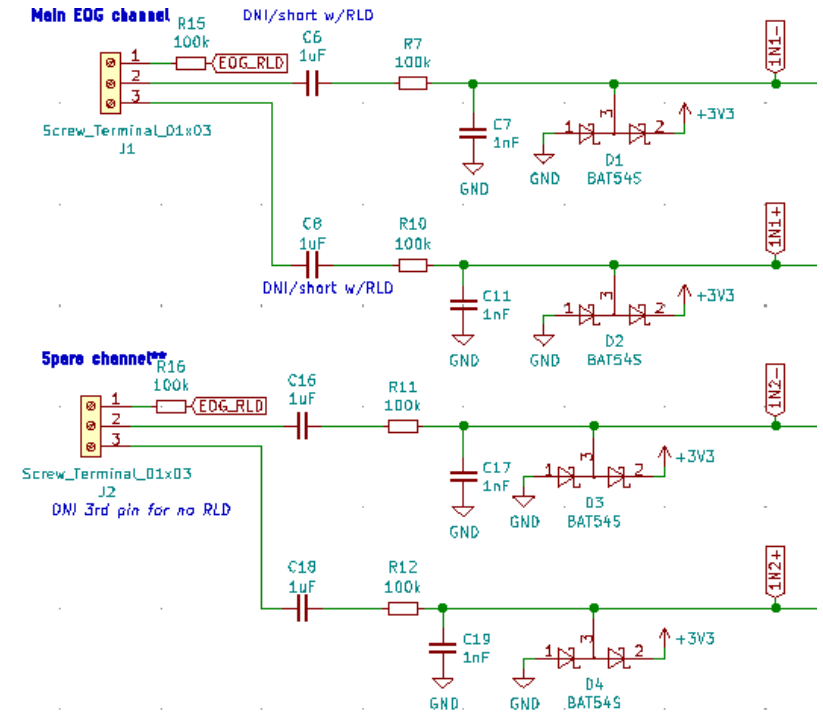 Main EOG channel
DNI/short w/RLD
R15
100k
C6
1uF
R7
100k
1N1-
1
2
3
EOG_RLD
Screw_Terminal_01x03
J1
C7
1nF
GND
1
3
2
+3V3
GND
D1
BAT54S
C8
1uF
DNI/short w/RLD
R10
100k
1N1+
C11
1nF
GND
1
3
2
+3V3
GND
D2
BAT54S
Spare channel**
R16
100k
C16
1uF
R11
100k
1N2-
1
2
3
EOG_RLD
Screw_Terminal_01x03
J2
DNI 3rd pin for no RLD
C17
1nF
GND
1
3
2
+3V3
GND
D3
BAT54S
C18
1uF
R12
100k
1N2+
C19
1nF
GND
1
3
2
+3V3
GND
D4
BAT54S